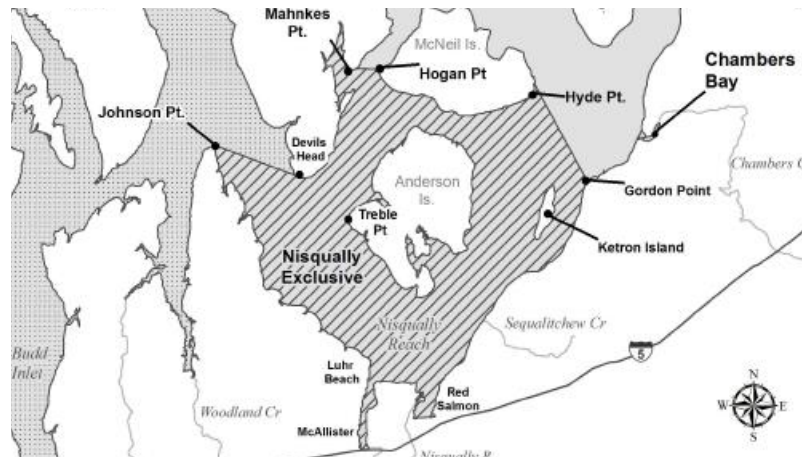 Mahnkes
Pt.
McNeil Is.
Hogan Pt
Hyde Pt.
Chambers
Bay
Johnson Pt.
Devils
Head
Chambers C
Anderson
Is.
Gordon Point
Treble
Pt
Ketron Island
Nisqually
Exclusive
Nisqually
Reach
Sequalitchew Cr
5
Budd
Inlet
Luhr
Beach
Red
Salmon
Woodland Cr
McAllister
Nisqually R
N
W
E
S